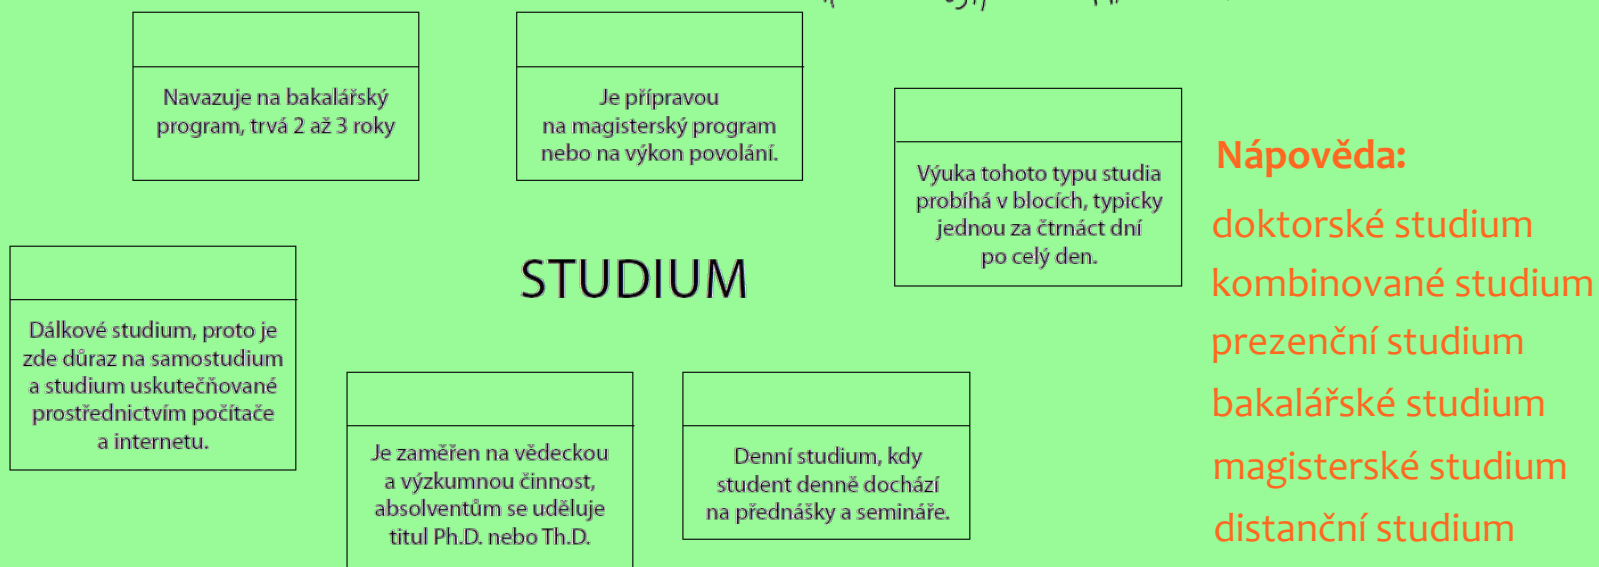 Navazuje na bakalářský
program, trvá 2 až 3 roky
Je přípravou
na magisterský program
nebo na výkon povolání.
Výuka tohoto typu studia
probíhá v blocích, typicky
jednou za čtrnáct dní
po celý den.
STUDIUM
Dálkové studium, proto je
zde důraz na samostudium
a studium uskutečňované
prostřednictvím počítače
a internetu.
Je zaměřen na vědeckou
a výzkumnou činnost,
absolventům se uděluje
titul Ph.D. nebo Th.D.
Denní studium, kdy
student denně dochází
na přednášky a semináře.
Nápověda:
doktorské studium
kombinované studium
prezenční studium
bakalářské studium
magisterské studium
distanční studium